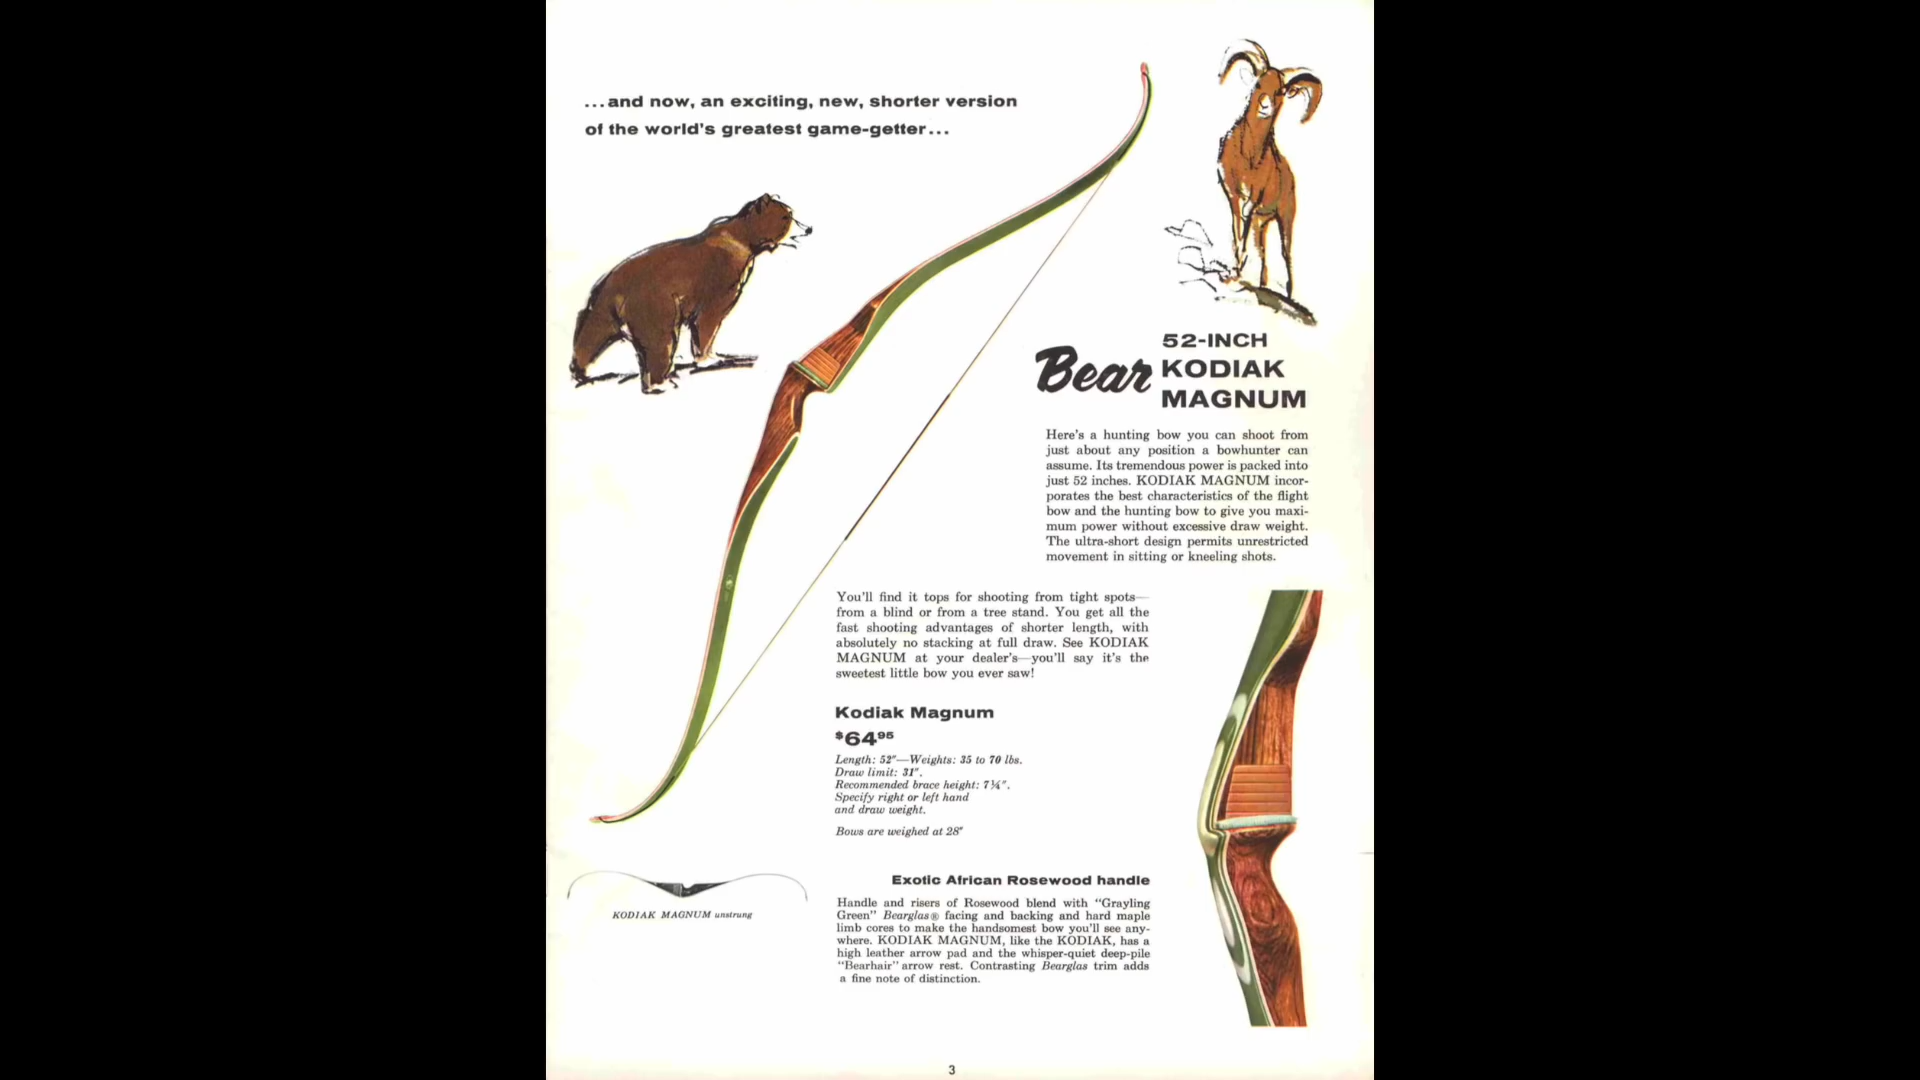 ...and now, an exciting, new, shorter version
of the world's greatest game-getter...
Bear
52-INCH
KODIAK
MAGNUM
Here's a hunting bow you can shoot from
just about any position a bowhunter can
assume. Its tremendous power is packed into
just 52 inches. KODIAK MAGNUM incor-
porates the best characteristics of the flight
bow and the hunting bow to give you maxi-
mum power without excessive draw weight.
The ultra-short design permits unrestricted
movement in sitting or kneeling shots.
You'll find it tops for shooting from tight spots—
from a blind or from a tree stand. You get all the
fast shooting advantages of shorter length, with
absolutely no stacking at full draw. See KODIAK
MAGNUM at your dealer's—you'll say it's the
sweetest little bow you ever saw!
Kodiak Magnum
$64⁹⁵
Length: 52"—Weights: 35 to 70 lbs.
Draw limit: 31".
Recommended brace height: 7¼".
Specify right or left hand
and draw weight.
Bows are weighed at 28"
KODIAK MAGNUM unstrung
Exotic African Rosewood handle
Handle and risers of Rosewood blend with "Grayling
Green" Bearglas® facing and backing and hard maple
limb cores to make the handsomest bow you'll see any-
where. KODIAK MAGNUM, like the KODIAK, has a
high leather arrow pad and the whisper-quiet deep-pile
"Bearhair" arrow rest. Contrasting Bearglas trim adds
a fine note of distinction.
3